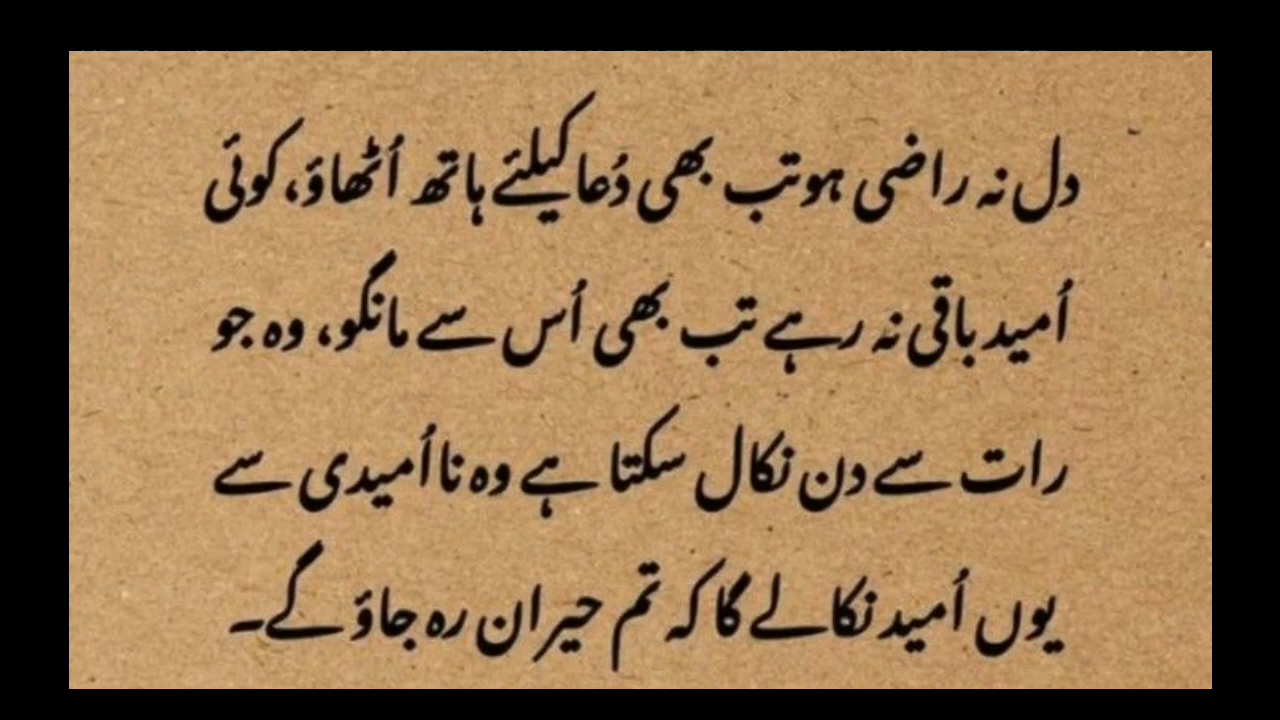 دل نہ راضی ہو تب بھی دُعا کیلئے ہاتھ اُٹھاؤ، کوئی
اُمید باقی نہ رہے تب بھی اُس سے مانگو، وہ جو
رات سے دن نکال سکتا ہے وہ نا اُمیدی سے
یوں اُمید نکالے گا کہ تم حیران رہ جاؤ گے۔